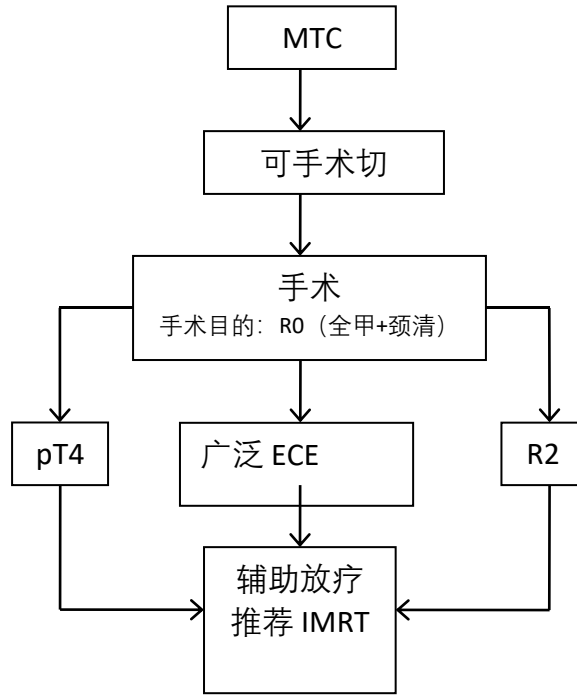 MTC
可手术切
手术
手术目的：R0（全甲+颈清）
pT4
广泛 ECE
R2
辅助放疗
推荐 IMRT